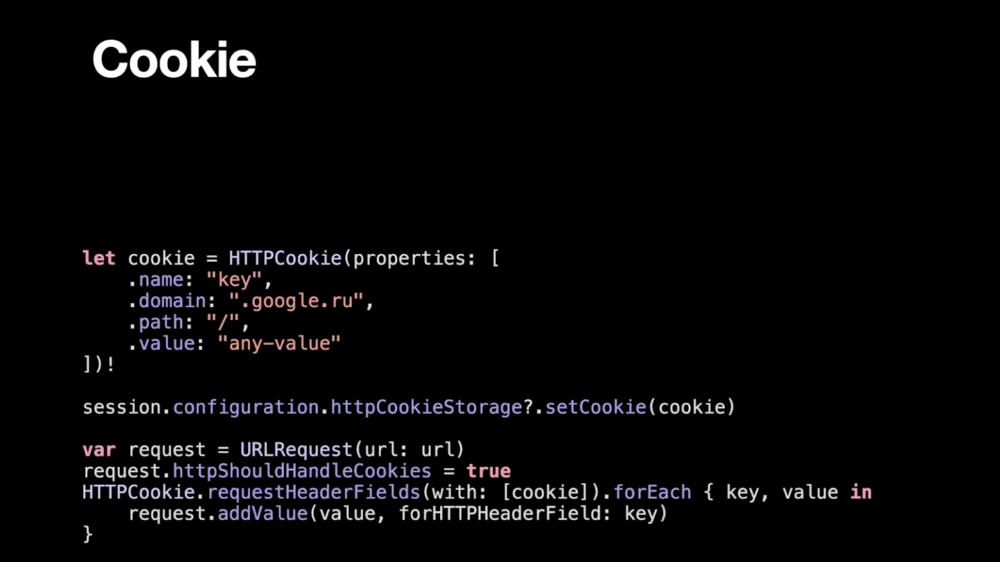 Cookie
let cookie = HTTPCookie(properties: [
    .name: "key",
    .domain: ".google.ru",
    .path: "/",
    .value: "any-value"
])!
session.configuration.httpCookieStorage?.setCookie(cookie)
var request = URLRequest(url: url)
request.httpShouldHandleCookies = true
HTTPCookie.requestHeaderFields(with: [cookie]).forEach { key, value in
    request.addValue(value, forHTTPHeaderField: key)
}